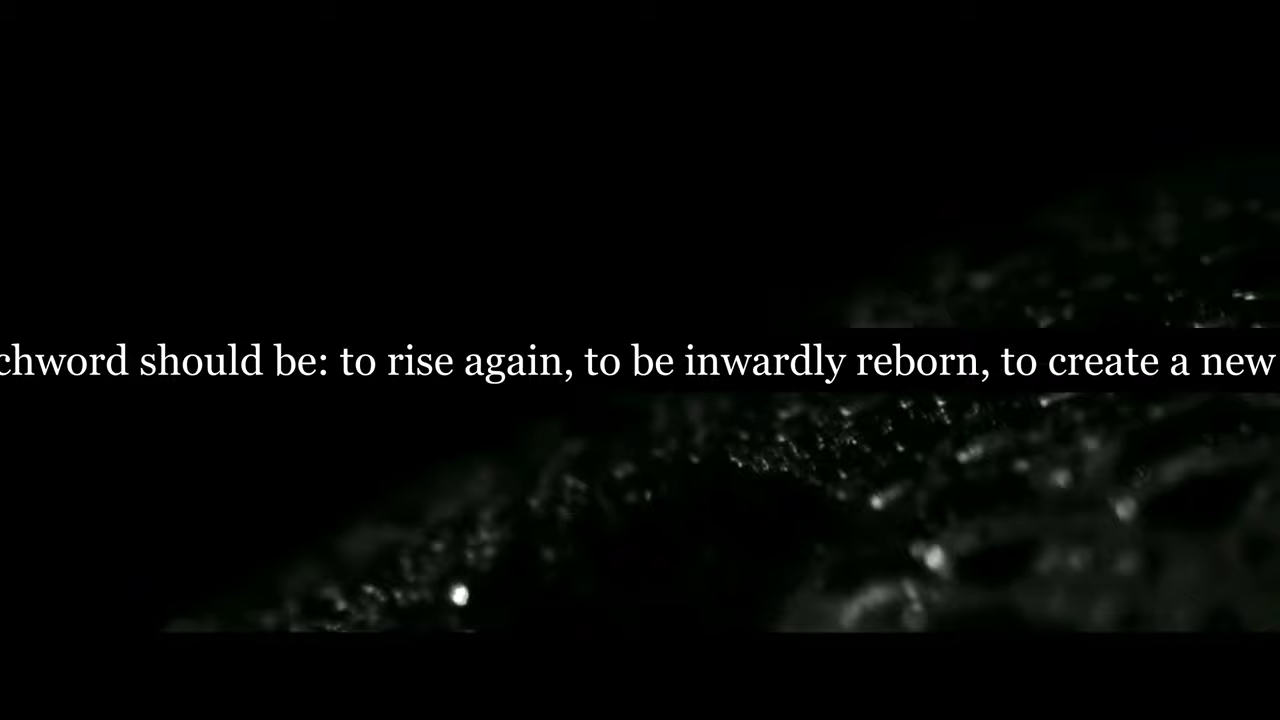 chword should be: to rise again, to be inwardly reborn, to create a new